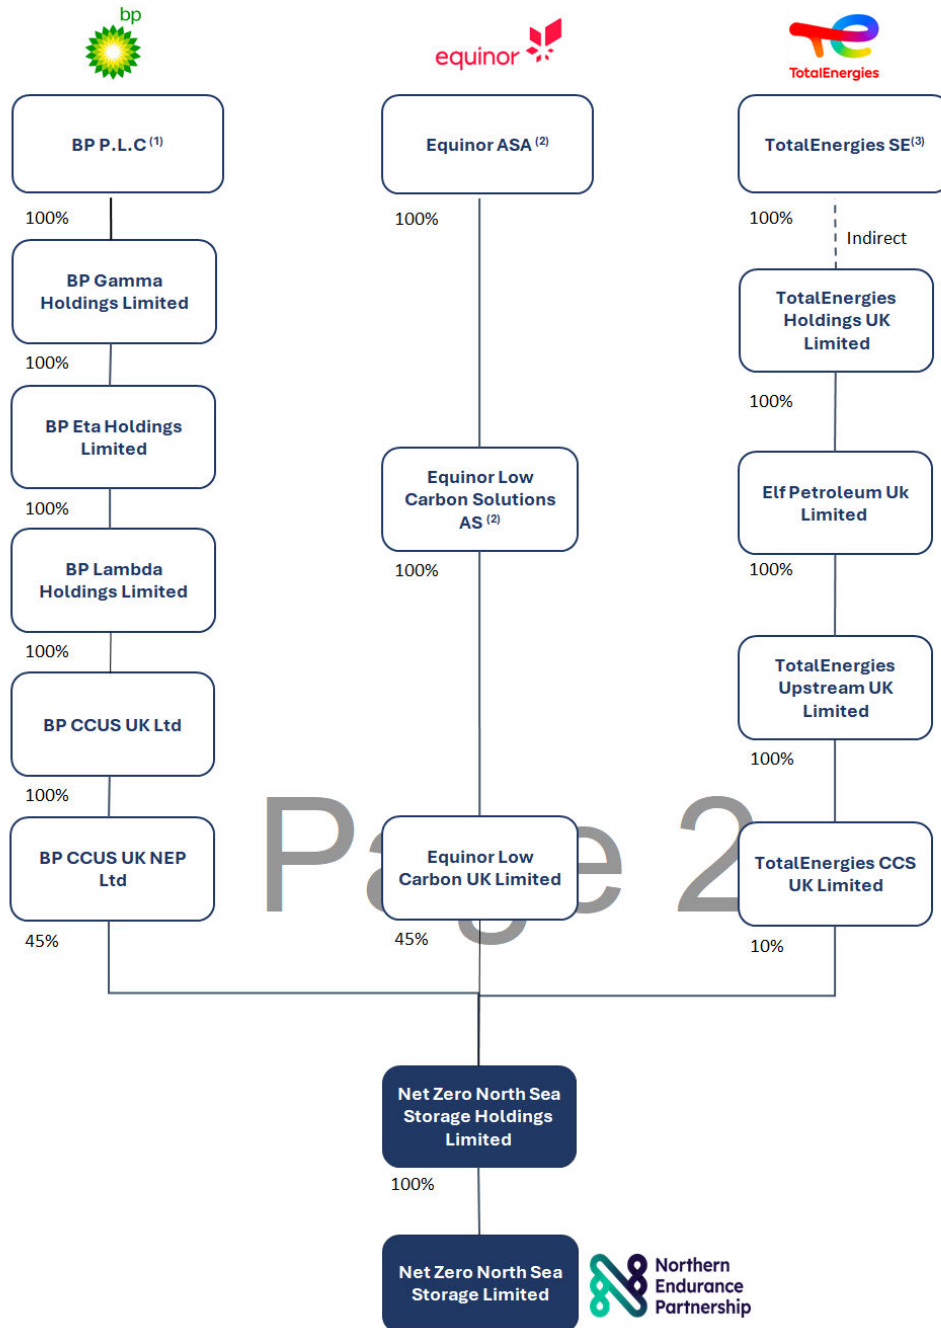 bp
equinor
TotalEnergies
BP P.L.C (1)
Equinor ASA (2)
TotalEnergies SE(3)
100%
100%
100%
Indirect
BP Gamma
Holdings Limited
TotalEnergies
Holdings UK
Limited
100%
100%
BP Eta Holdings
Limited
Equinor Low
Carbon Solutions
AS (2)
Elf Petroleum Uk
Limited
100%
100%
100%
BP Lambda
Holdings Limited
100%
TotalEnergies
Upstream UK
Limited
BP CCUS UK Ltd
100%
100%
Page 2
BP CCUS UK NEP
Ltd
Equinor Low
Carbon UK Limited
TotalEnergies CCS
UK Limited
45%
45%
10%
Net Zero North Sea
Storage Holdings
Limited
100%
Net Zero North Sea
Storage Limited
Northern
Endurance
Partnership